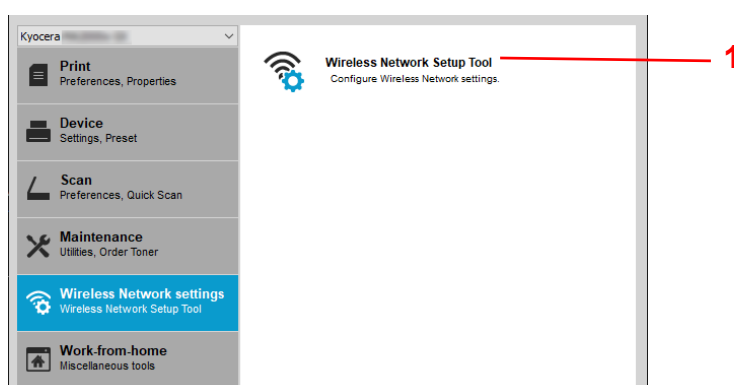 Kyocera
Print
Preferences, Properties
Device
Settings, Preset
Scan
Preferences, Quick Scan
Maintenance
Utilities, Order Toner
Wireless Network settings
Wireless Network Setup Tool
Work-from-home
Miscellaneous tools
Wireless Network Setup Tool
Configure Wireless Network settings.
1